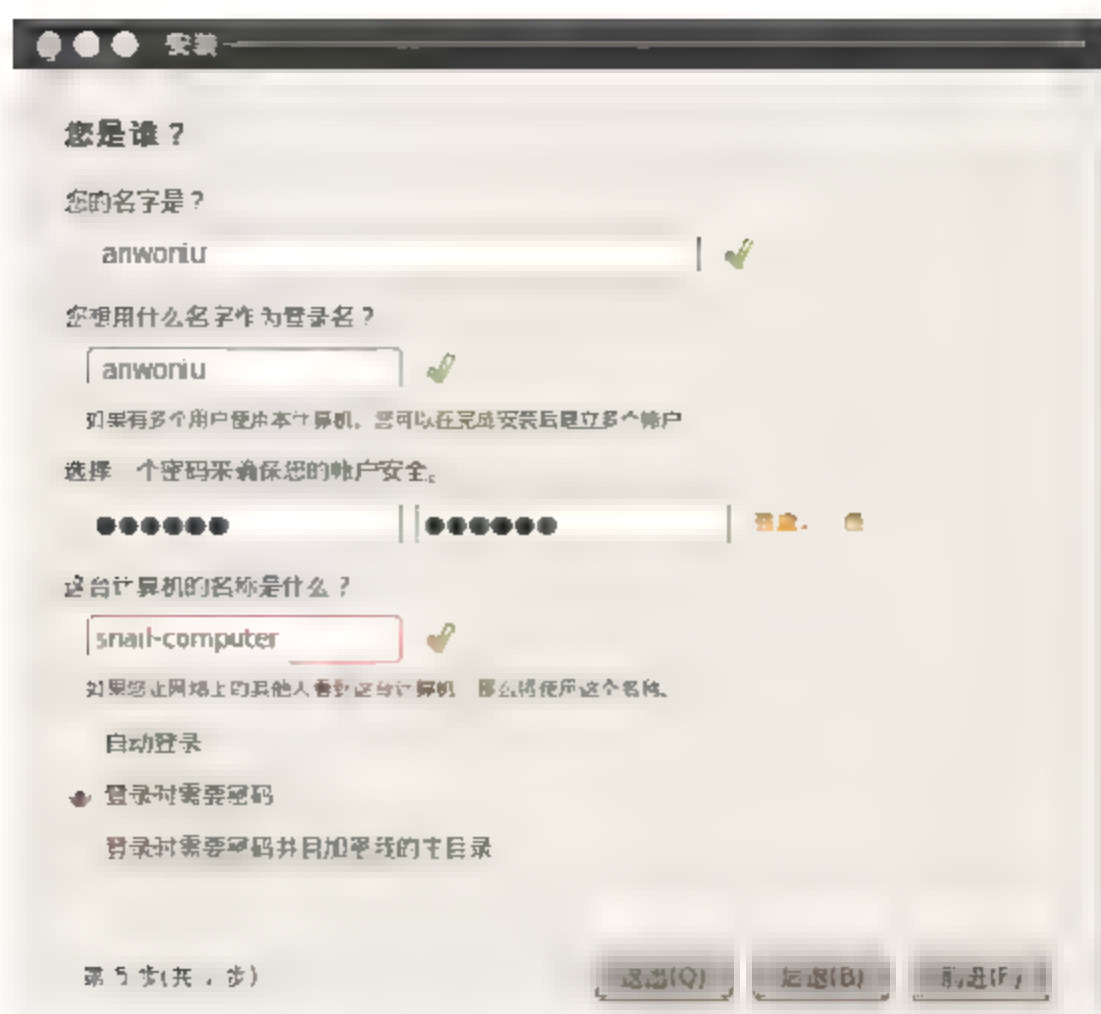 安装
您是谁？
您的名字是？
anwoniu
您想用什么名字作为登录名？
anwoniu
如果有多个用户使用本计算机，您可以在完成安装后建立多个帐户
选择一个密码来确保您的帐户安全。
这台计算机的名称是什么？
snail-computer
如果您让网络上的其他人看到这台计算机，那么将使用这个名称。
自动登录
登录时需要密码
登录时需要密码并且加密我的主目录
第 5 步(共 步)
退出(Q) 后退(B) 前进(F)